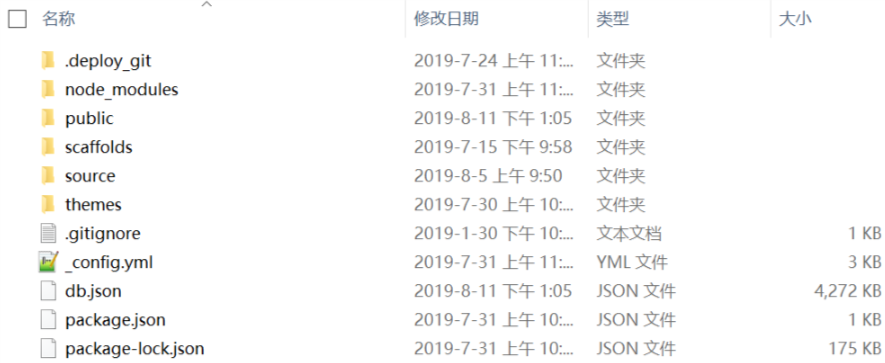 名称 修改日期 类型 大小
.deploy_git 2019-7-24 上午 11:... 文件夹
node_modules 2019-7-31 上午 11:... 文件夹
public 2019-8-11 下午 1:05 文件夹
scaffolds 2019-7-15 下午 9:58 文件夹
source 2019-8-5 上午 9:50 文件夹
themes 2019-7-30 上午 10:... 文件夹
.gitignore 2019-1-30 下午 10:... 文本文档 1 KB
_config.yml 2019-7-31 上午 11:... YML 文件 3 KB
db.json 2019-8-11 下午 1:05 JSON 文件 4,272 KB
package.json 2019-7-31 上午 10:... JSON 文件 1 KB
package-lock.json 2019-7-31 上午 10:... JSON 文件 175 KB